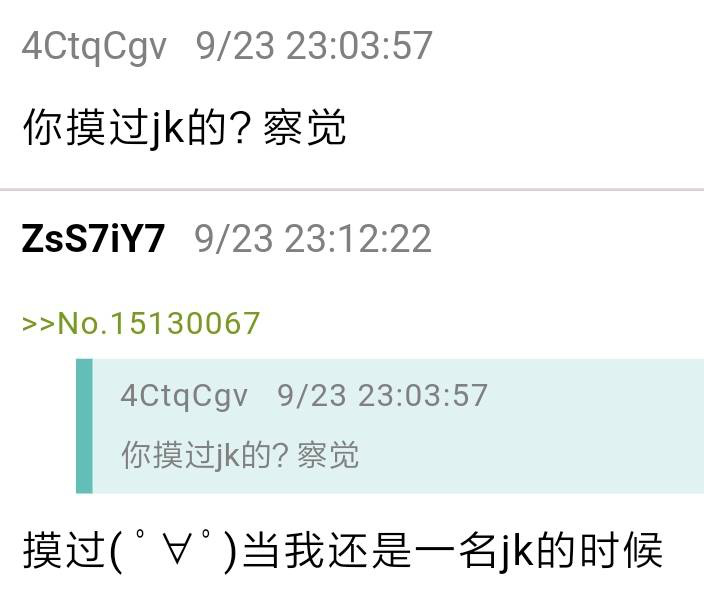 4CtqCgv 9/23 23:03:57
你摸过jk的? 察觉
ZsS7iY7 9/23 23:12:22
>>No.15130067
4CtqCgv 9/23 23:03:57
你摸过jk的? 察觉
摸过( ﾟ∀ﾟ)当我还是一名jk的时候